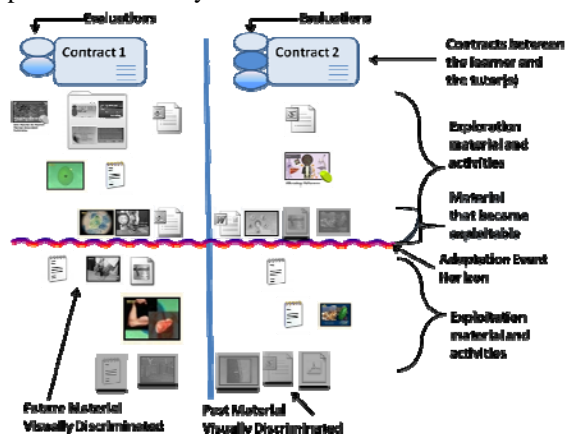 Evaluations
Evaluations
Contract 1
Contract 2
Contracts between
the learner and
the tutor(s)
Exploration
material and
activities
Material
that became
exploitable
Adaptation Event
Horizon
Exploitation
material and
activities
Future Material
Visually Discriminated
Past Material
Visually Discriminated